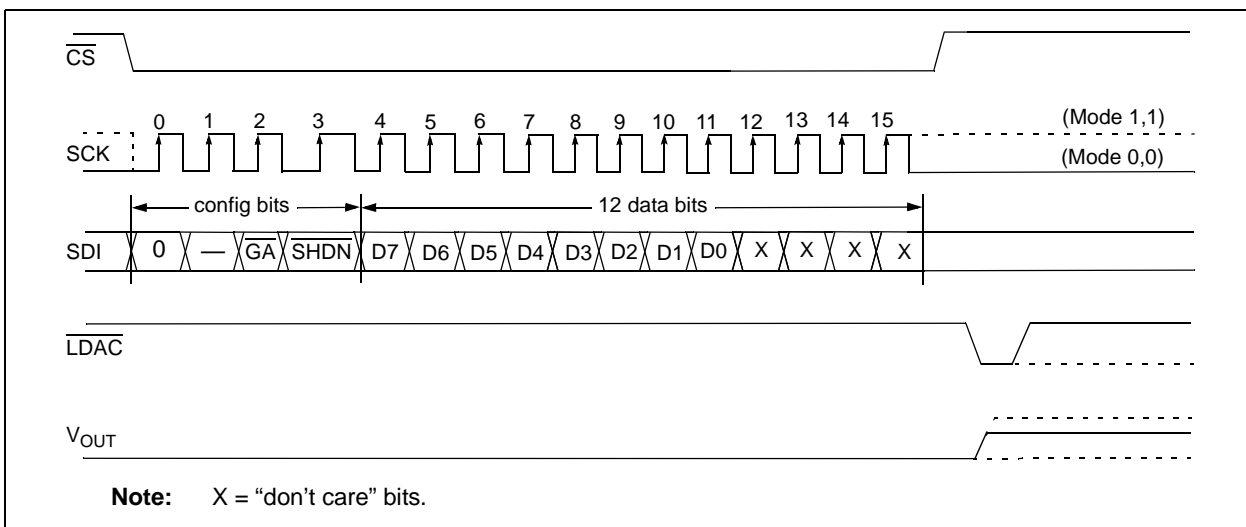 CS
0 1 2 3 4 5 6 7 8 9 10 11 12 13 14 15 (Mode 1,1)
SCK (Mode 0,0)
config bits 12 data bits
SDI 0 — GA SHDN D7 D6 D5 D4 D3 D2 D1 D0 X X X X
LDAC
VOUT
Note: X = “don’t care” bits.